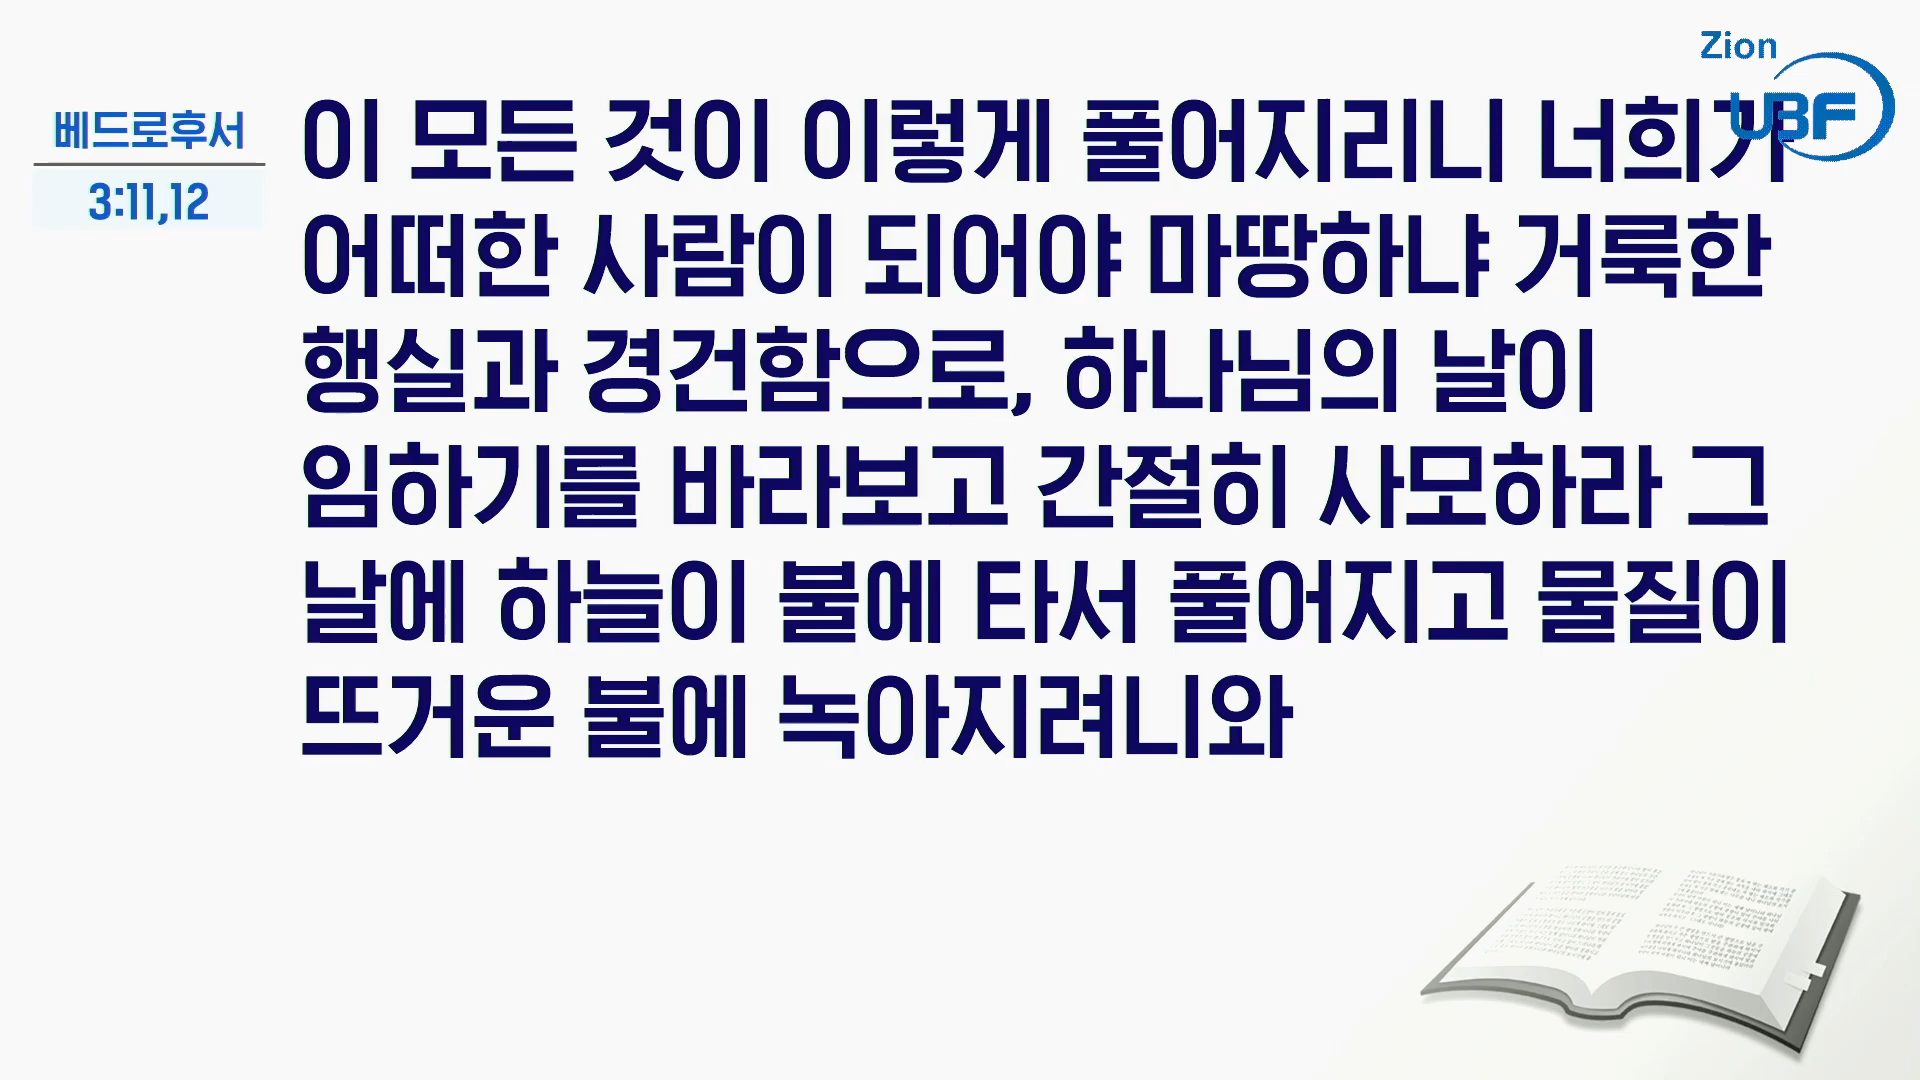 베드로후서
3:11,12
이 모든 것이 이렇게 풀어지리니 너희가
어떠한 사람이 되어야 마땅하냐 거룩한
행실과 경건함으로, 하나님의 날이
임하기를 바라보고 간절히 사모하라 그
날에 하늘이 불에 타서 풀어지고 물질이
뜨거운 불에 녹아지려니와
Zion
UBF